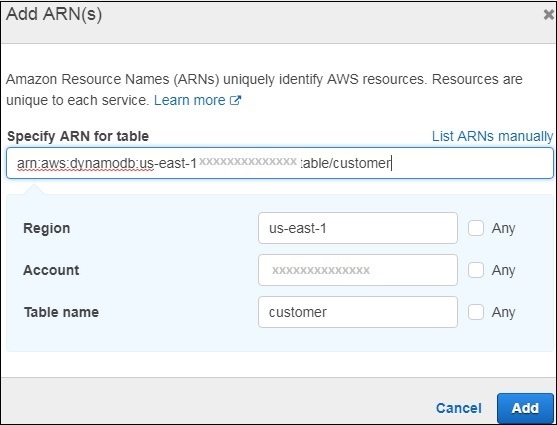 Add ARN(s)
Amazon Resource Names (ARNs) uniquely identify AWS resources. Resources are
unique to each service. Learn more
Specify ARN for table List ARNs manually
arn:aws:dynamodb:us-east-1 xxxxxxxxxxxxxx :able/customer
Region us-east-1 Any
Account xxxxxxxxxxxxxx Any
Table name customer Any
Cancel Add